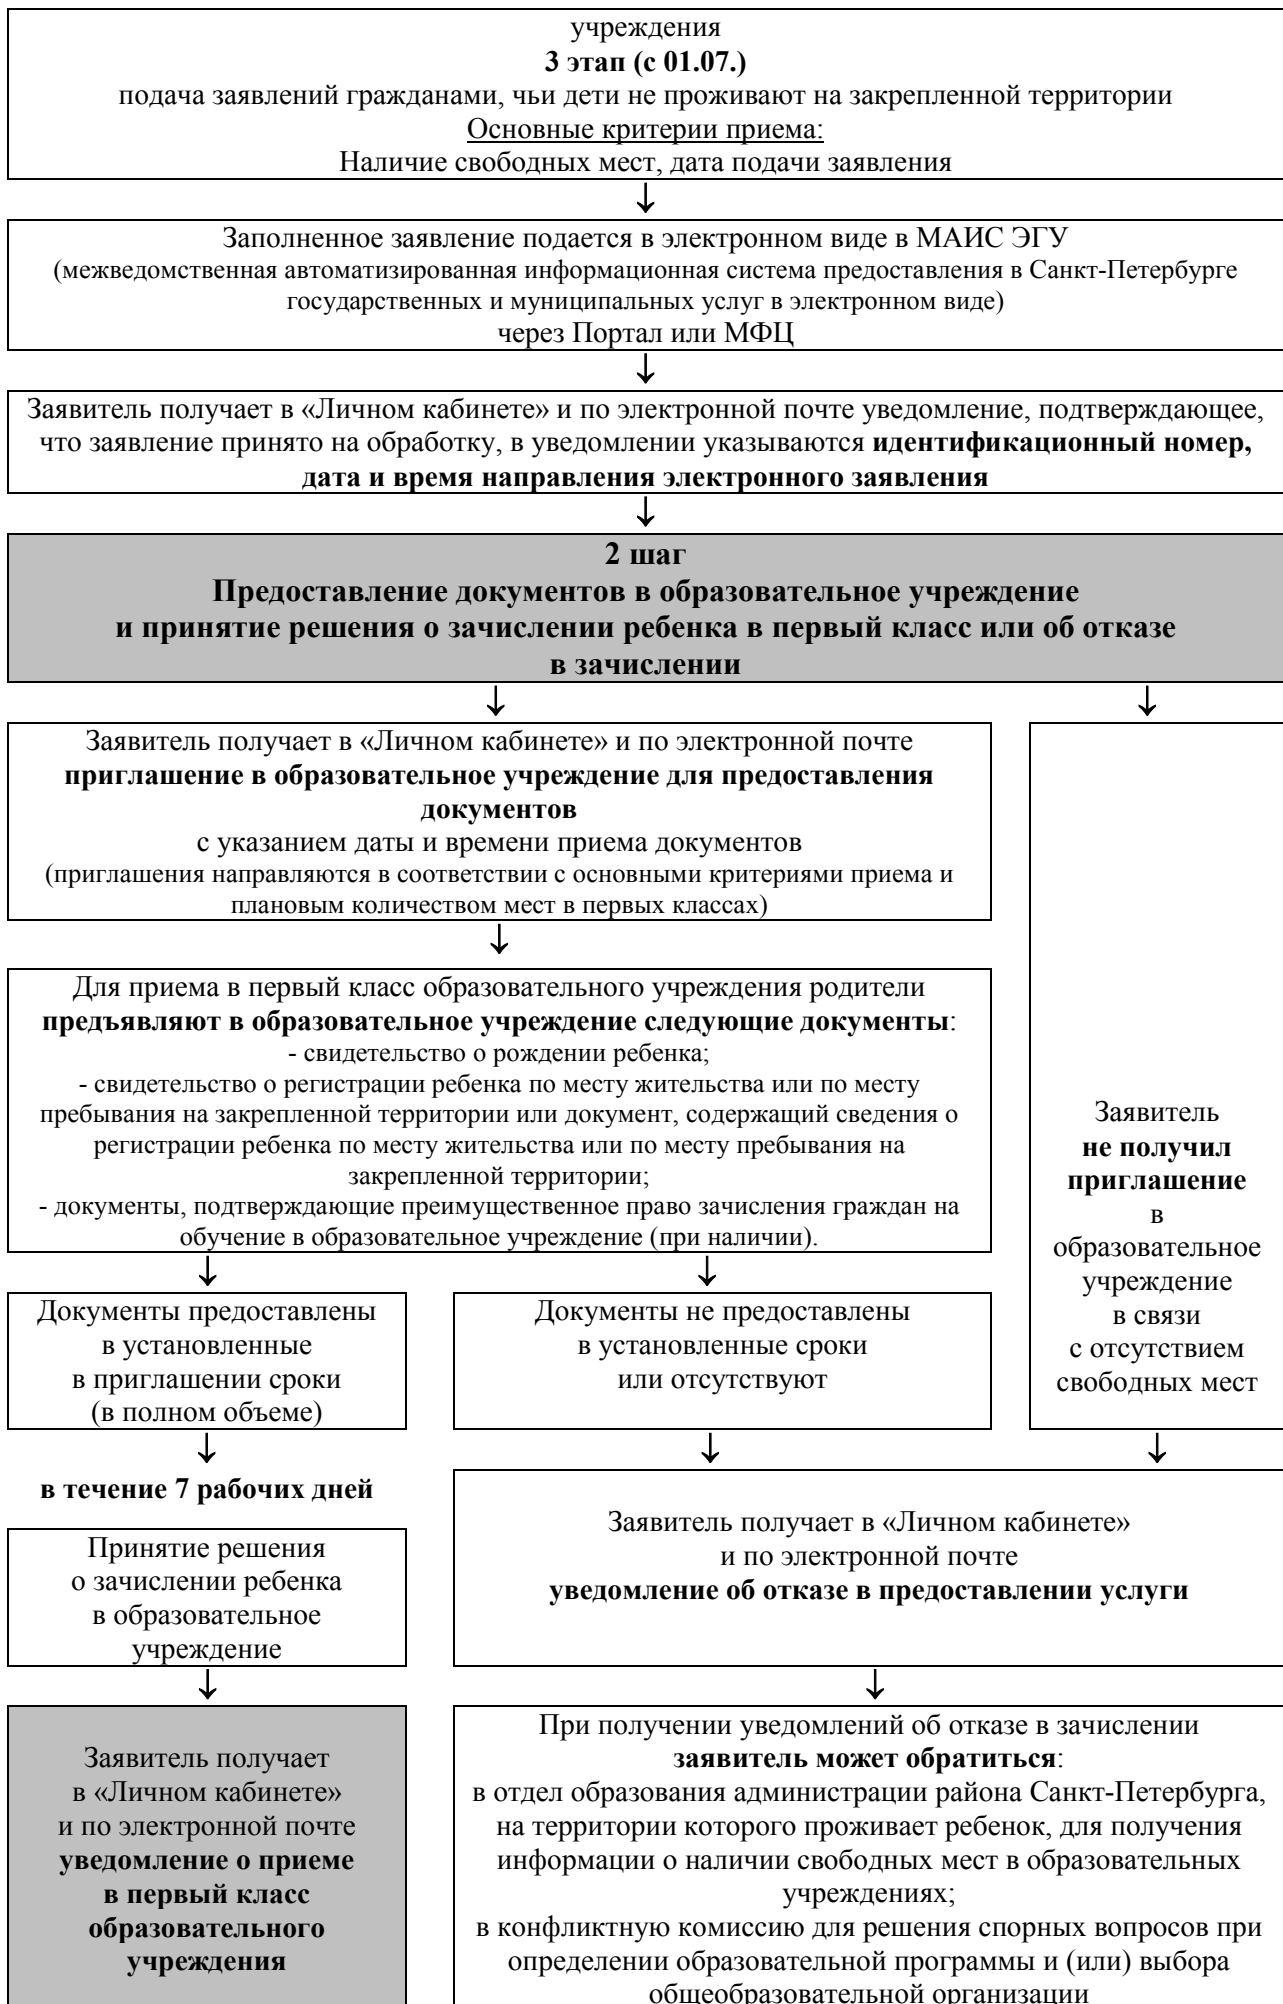 учреждения
3 этап (с 01.07.)
подача заявлений гражданами, чьи дети не проживают на закрепленной территории
Основные критерии приема:
Наличие свободных мест, дата подачи заявления
Заполненное заявление подается в электронном виде в МАИС ЭГУ
(межведомственная автоматизированная информационная система предоставления в Санкт-Петербурге
государственных и муниципальных услуг в электронном виде)
через Портал или МФЦ
Заявитель получает в «Личном кабинете» и по электронной почте уведомление, подтверждающее,
что заявление принято на обработку, в уведомлении указываются идентификационный номер,
дата и время направления электронного заявления
2 шаг
Предоставление документов в образовательное учреждение
и принятие решения о зачислении ребенка в первый класс или об отказе
в зачислении
Заявитель получает в «Личном кабинете» и по электронной почте
приглашение в образовательное учреждение для предоставления
документов
с указанием даты и времени приема документов
(приглашения направляются в соответствии с основными критериями приема и
плановым количеством мест в первых классах)
Для приема в первый класс образовательного учреждения родители
предъявляют в образовательное учреждение следующие документы:
- свидетельство о рождении ребенка;
- свидетельство о регистрации ребенка по месту жительства или по месту
пребывания на закрепленной территории или документ, содержащий сведения о
регистрации ребенка по месту жительства или по месту пребывания на
закрепленной территории;
- документы, подтверждающие преимущественное право зачисления граждан на
обучение в образовательное учреждение (при наличии).
Заявитель
не получил
приглашение
в
образовательное
учреждение
в связи
с отсутствием
свободных мест
Документы предоставлены
в установленные
в приглашении сроки
(в полном объеме)
Документы не предоставлены
в установленные сроки
или отсутствуют
в течение 7 рабочих дней
Принятие решения
о зачислении ребенка
в образовательное
учреждение
Заявитель получает в «Личном кабинете»
и по электронной почте
уведомление об отказе в предоставлении услуги
Заявитель получает
в «Личном кабинете»
и по электронной почте
уведомление о приеме
в первый класс
образовательного
учреждения
При получении уведомлений об отказе в зачислении
заявитель может обратиться:
в отдел образования администрации района Санкт-Петербурга,
на территории которого проживает ребенок, для получения
информации о наличии свободных мест в образовательных
учреждениях;
в конфликтную комиссию для решения спорных вопросов при
определении образовательной программы и (или) выбора
общеобразовательной организации